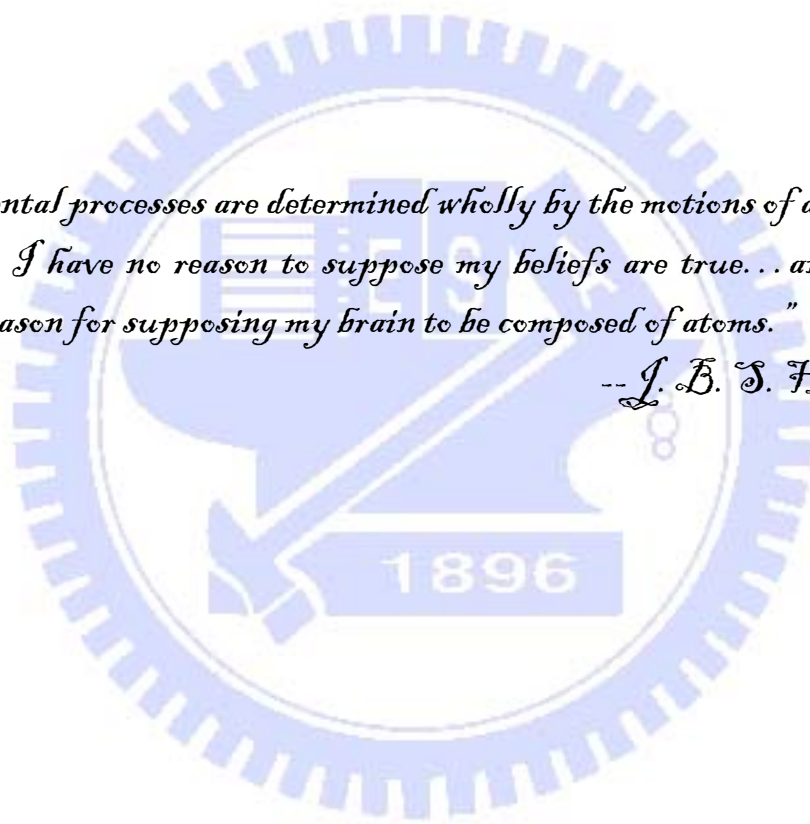 ntal processes are determined wholly by the motions of a
I have no reason to suppose my beliefs are true... a
ason for supposing my brain to be composed of atoms."
-- J. B. S. H
1896